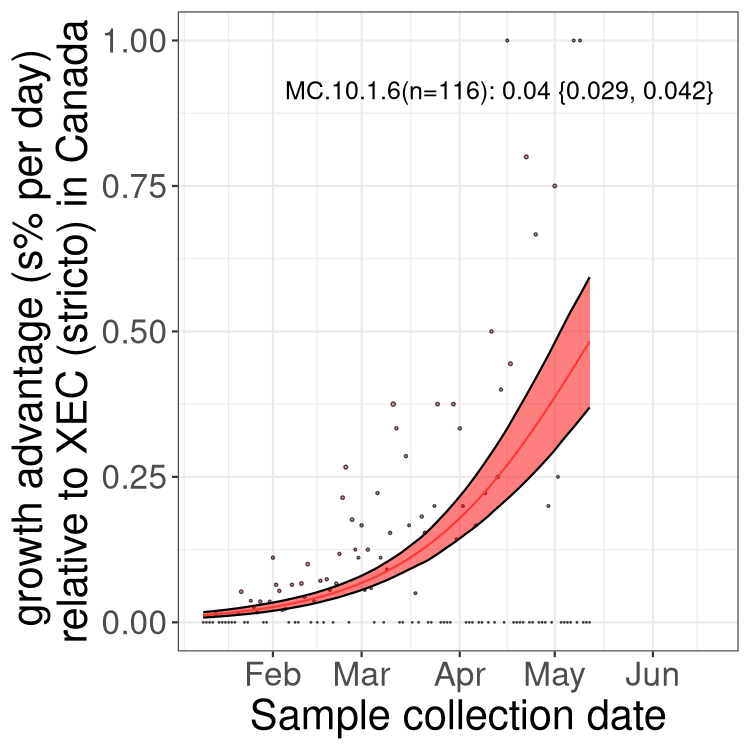 growth advantage (s% per day)
relative to XEC (stricto) in Canada
1.00
0.75
0.50
0.25
0.00
MC.10.1.6(n=116): 0.04 {0.029, 0.042}
Feb Mar Apr May Jun
Sample collection date